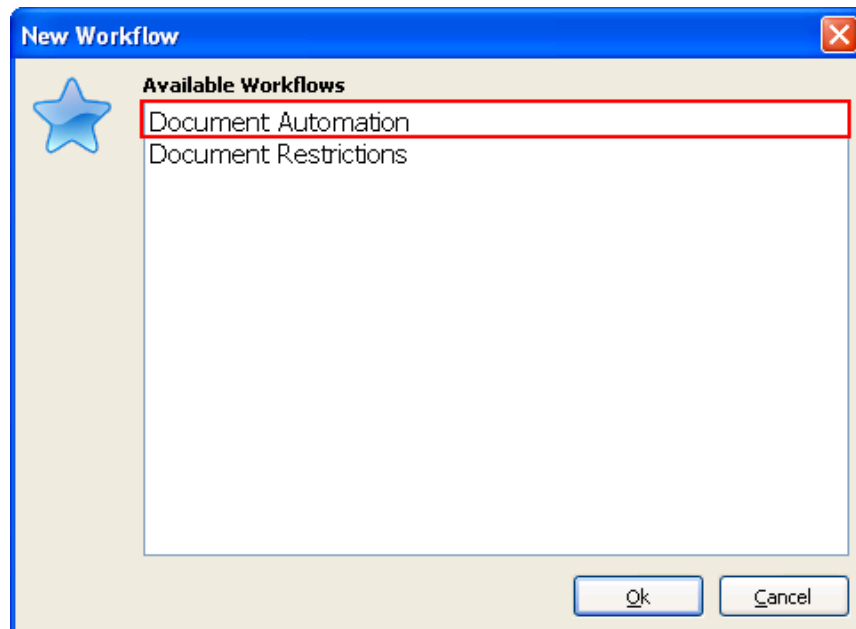 New Workflow
Available Workflows
Document Automation
Document Restrictions
Ok
Cancel